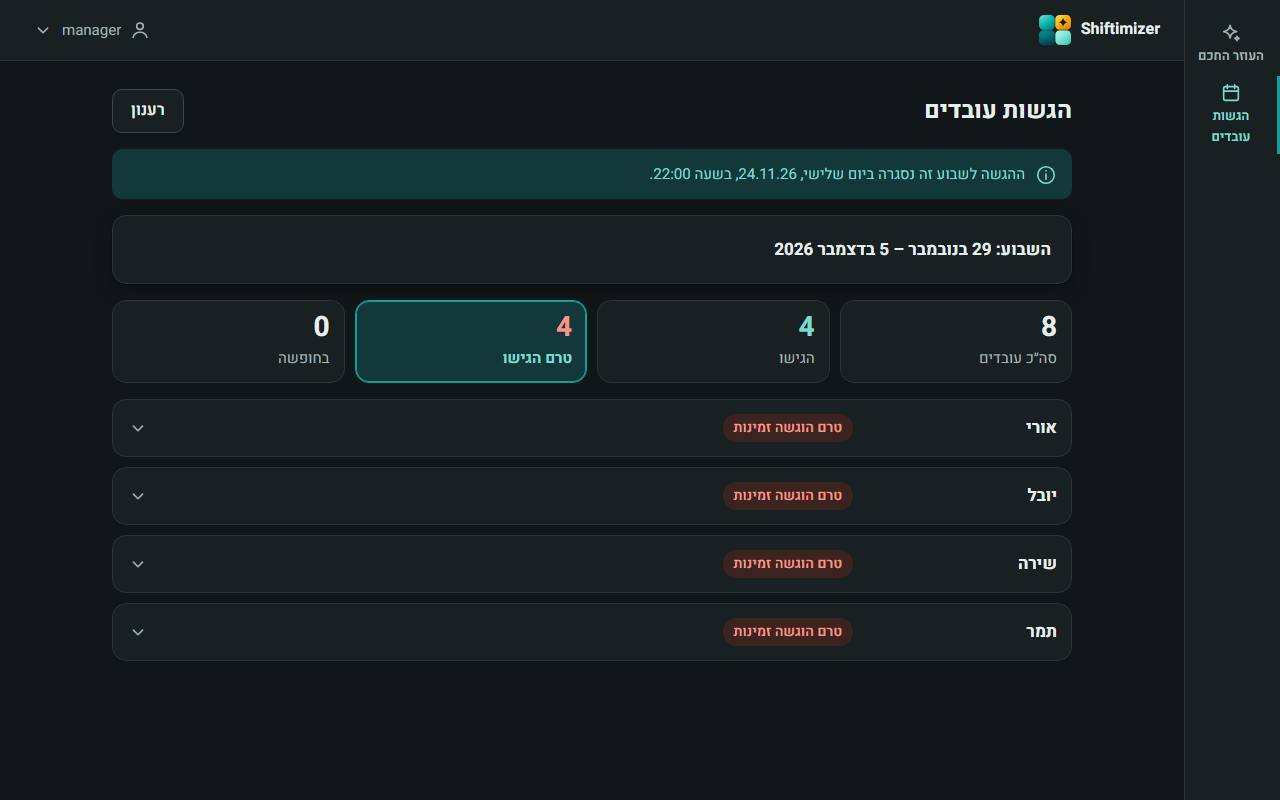 Shiftimizer
manager
העוזר החכם
הגשות
עובדים
הגשות עובדים
רענון
ההגשה לשבוע זה נסגרה ביום שלישי, 24.11.26, בשעה 22:00.
השבוע: 29 בנובמבר – 5 בדצמבר 2026
8
סה"כ עובדים
4
הגישו
4
טרם הגישו
0
בחופשה
אורי
טרם הוגשה זמינות
יובל
טרם הוגשה זמינות
שירה
טרם הוגשה זמינות
תמר
טרם הוגשה זמינות